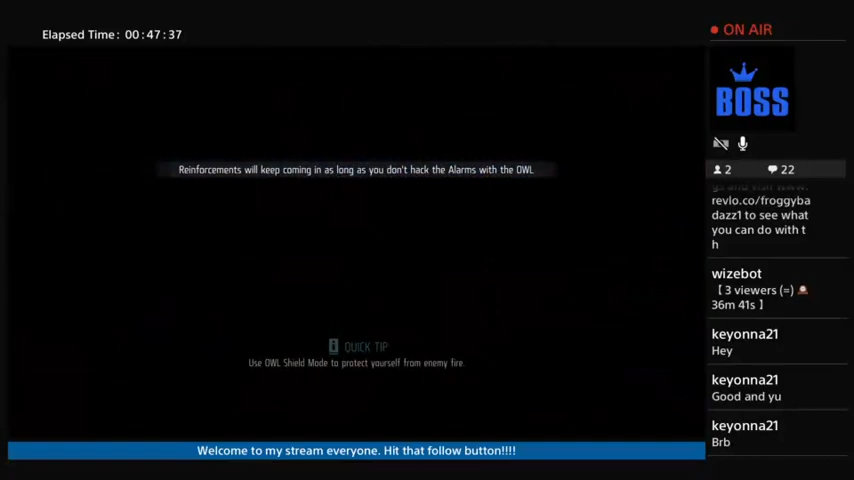 Elapsed Time: 00:47:37
ON AIR
BOSS
2 22
Reinforcements will keep coming in as long as you don't hack the Alarms with the OWL
revlo.co/froggyba
dazz1 to see what
you can do with t
h
wizebot
【 3 viewers (=) 🕰
36m 41s 】
keyonna21
Hey
keyonna21
Good and yu
keyonna21
Brb
QUICK TIP
Use OWL Shield Mode to protect yourself from enemy fire.
Welcome to my stream everyone. Hit that follow button!!!!